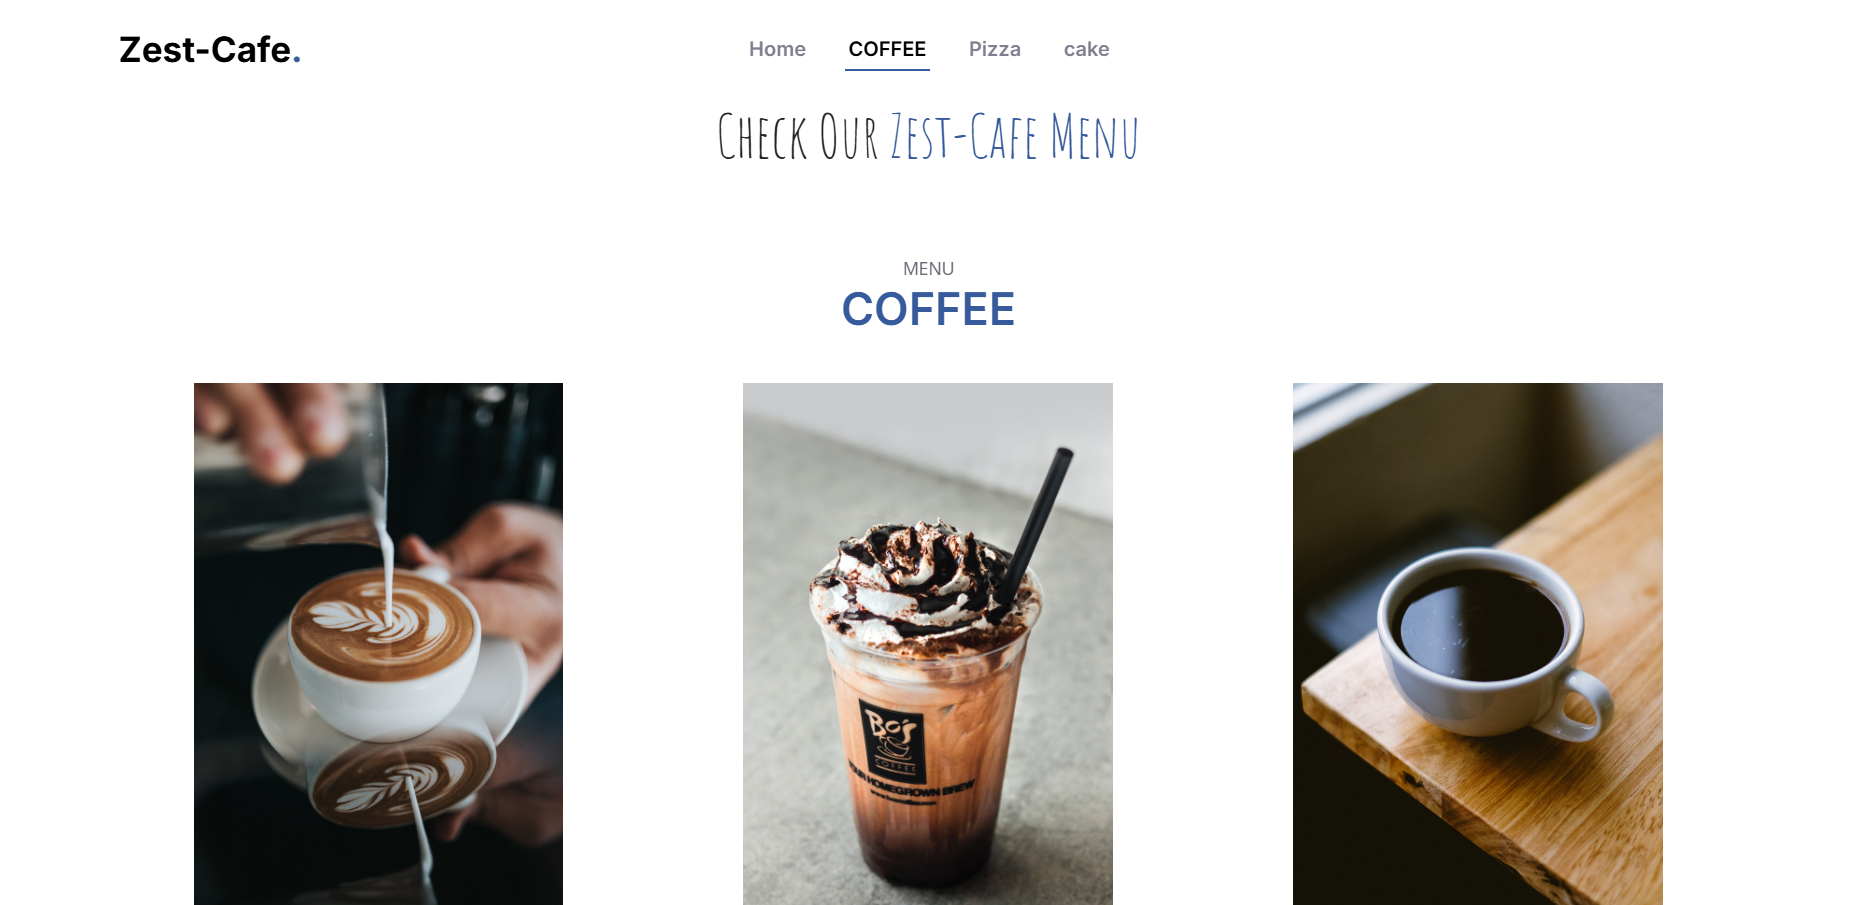 Zest-Cafe.
Home COFFEE Pizza cake
Check Our Zest-Cafe Menu
MENU
COFFEE
Bo's
COFFEE
YOUR HOMEGROWN BREW